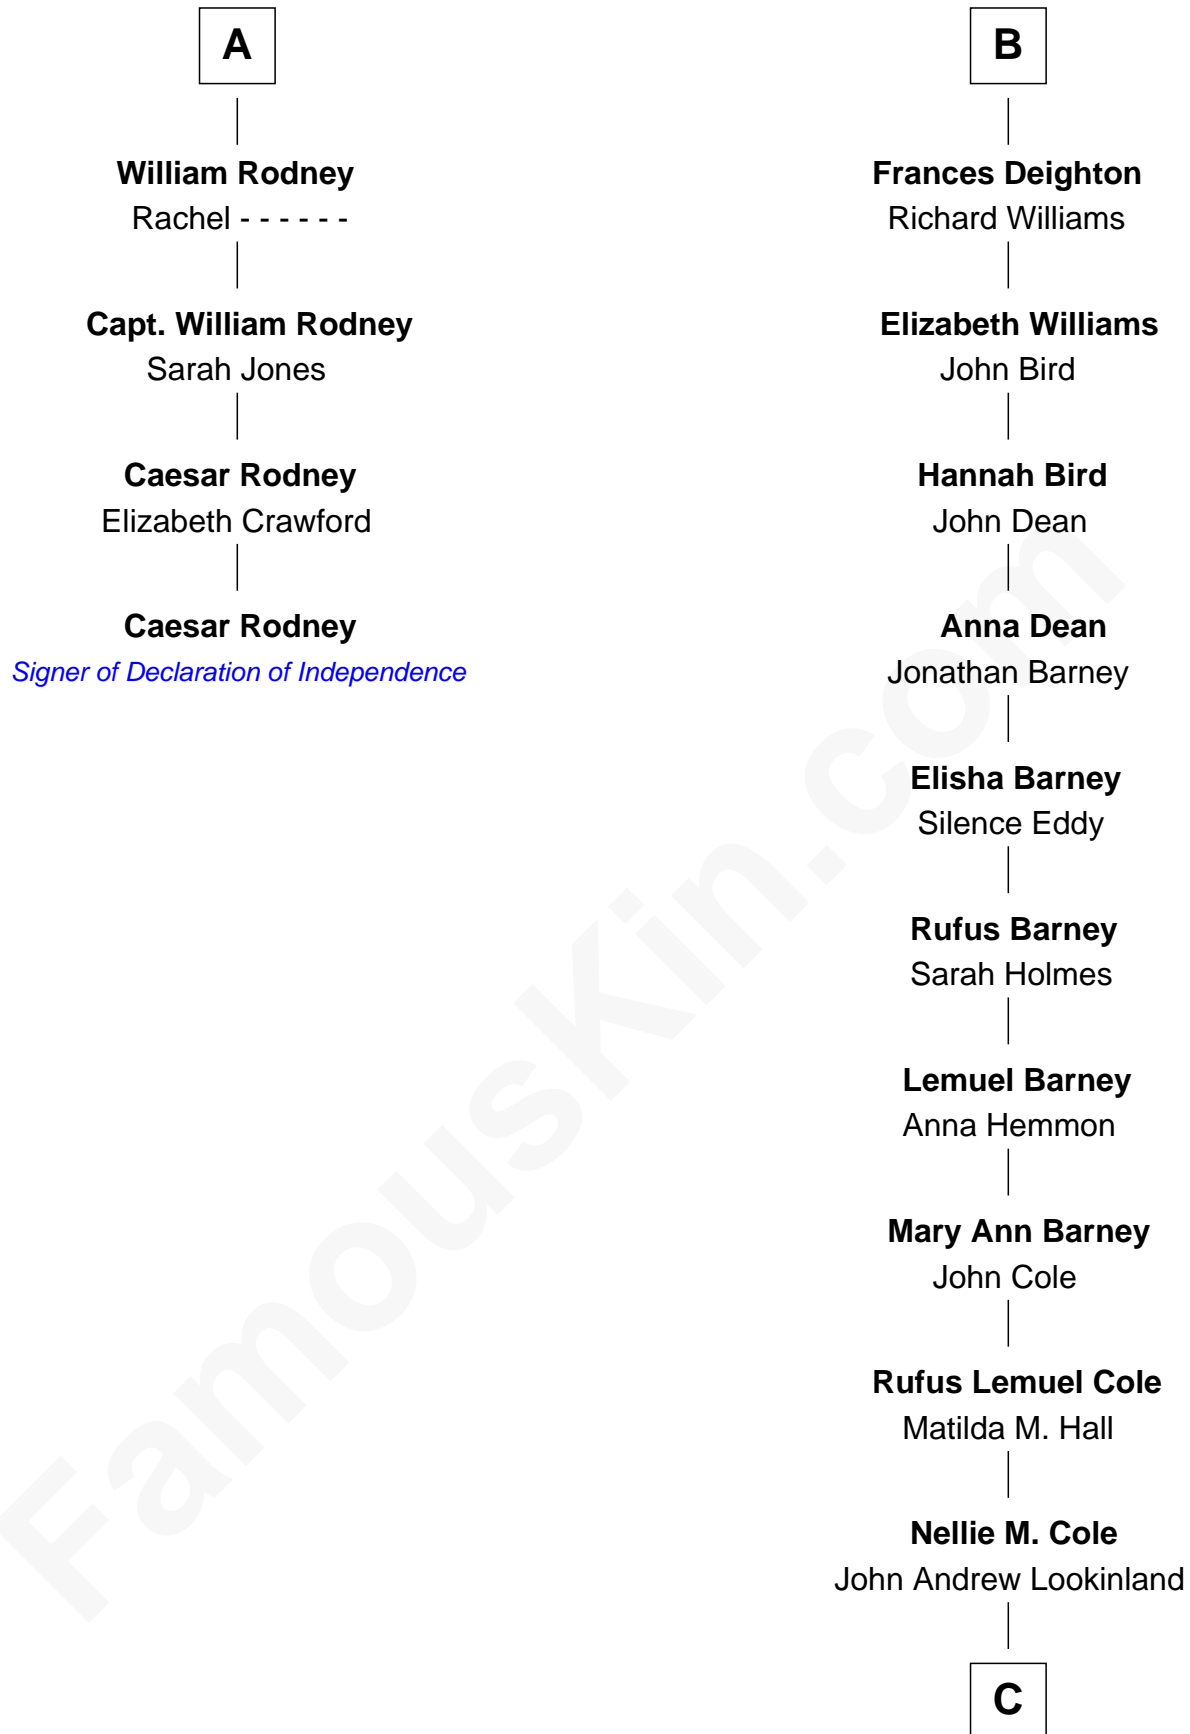 A
William Rodney
Rachel - - - - - -
Capt. William Rodney
Sarah Jones
Caesar Rodney
Elizabeth Crawford
Caesar Rodney
Signer of Declaration of Independence
B
Frances Deighton
Richard Williams
Elizabeth Williams
John Bird
Hannah Bird
John Dean
Anna Dean
Jonathan Barney
Elisha Barney
Silence Eddy
Rufus Barney
Sarah Holmes
Lemuel Barney
Anna Hemmon
Mary Ann Barney
John Cole
Rufus Lemuel Cole
Matilda M. Hall
Nellie M. Cole
John Andrew Lookinland
C
FamousKin.com